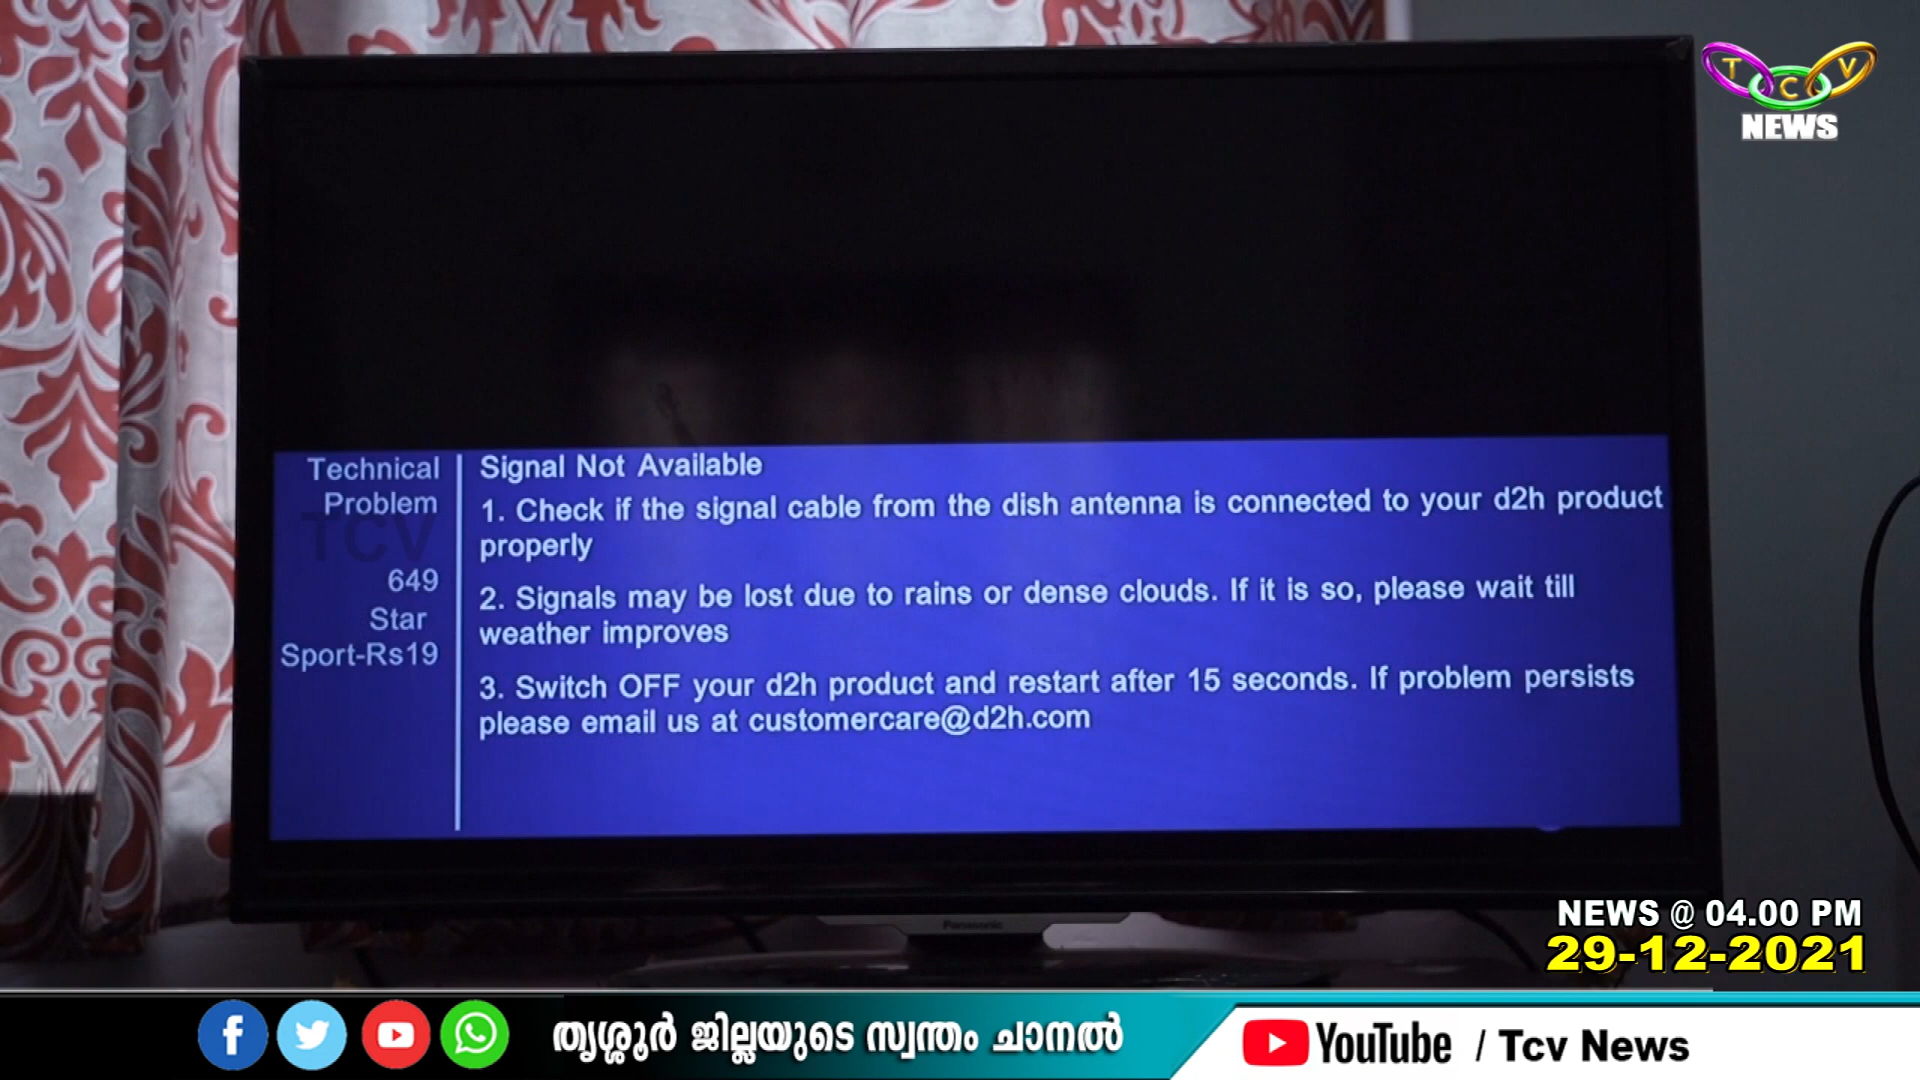 T C V
NEWS
Technical
Problem
TCV
649
Star
Sport-Rs19
Signal Not Available
1. Check if the signal cable from the dish antenna is connected to your d2h product
properly
2. Signals may be lost due to rains or dense clouds. If it is so, please wait till
weather improves
3. Switch OFF your d2h product and restart after 15 seconds. If problem persists
please email us at customercare@d2h.com
Panasonic
NEWS @ 04.00 PM
29-12-2021
തൃശ്ശൂർ ജില്ലയുടെ സ്വന്തം ചാനൽ
YouTube / Tcv News